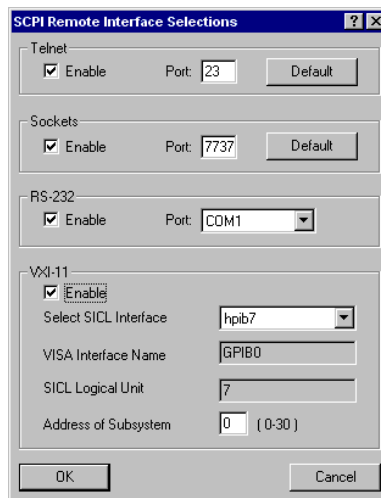 SCPI Remote Interface Selections
Telnet
Enable Port: 23 Default
Sockets
Enable Port: 7737 Default
RS-232
Enable Port: COM1
VXI-11
Enable
Select SICL Interface hpib7
VISA Interface Name GPIB0
SICL Logical Unit 7
Address of Subsystem 0 ( 0-30 )
OK Cancel